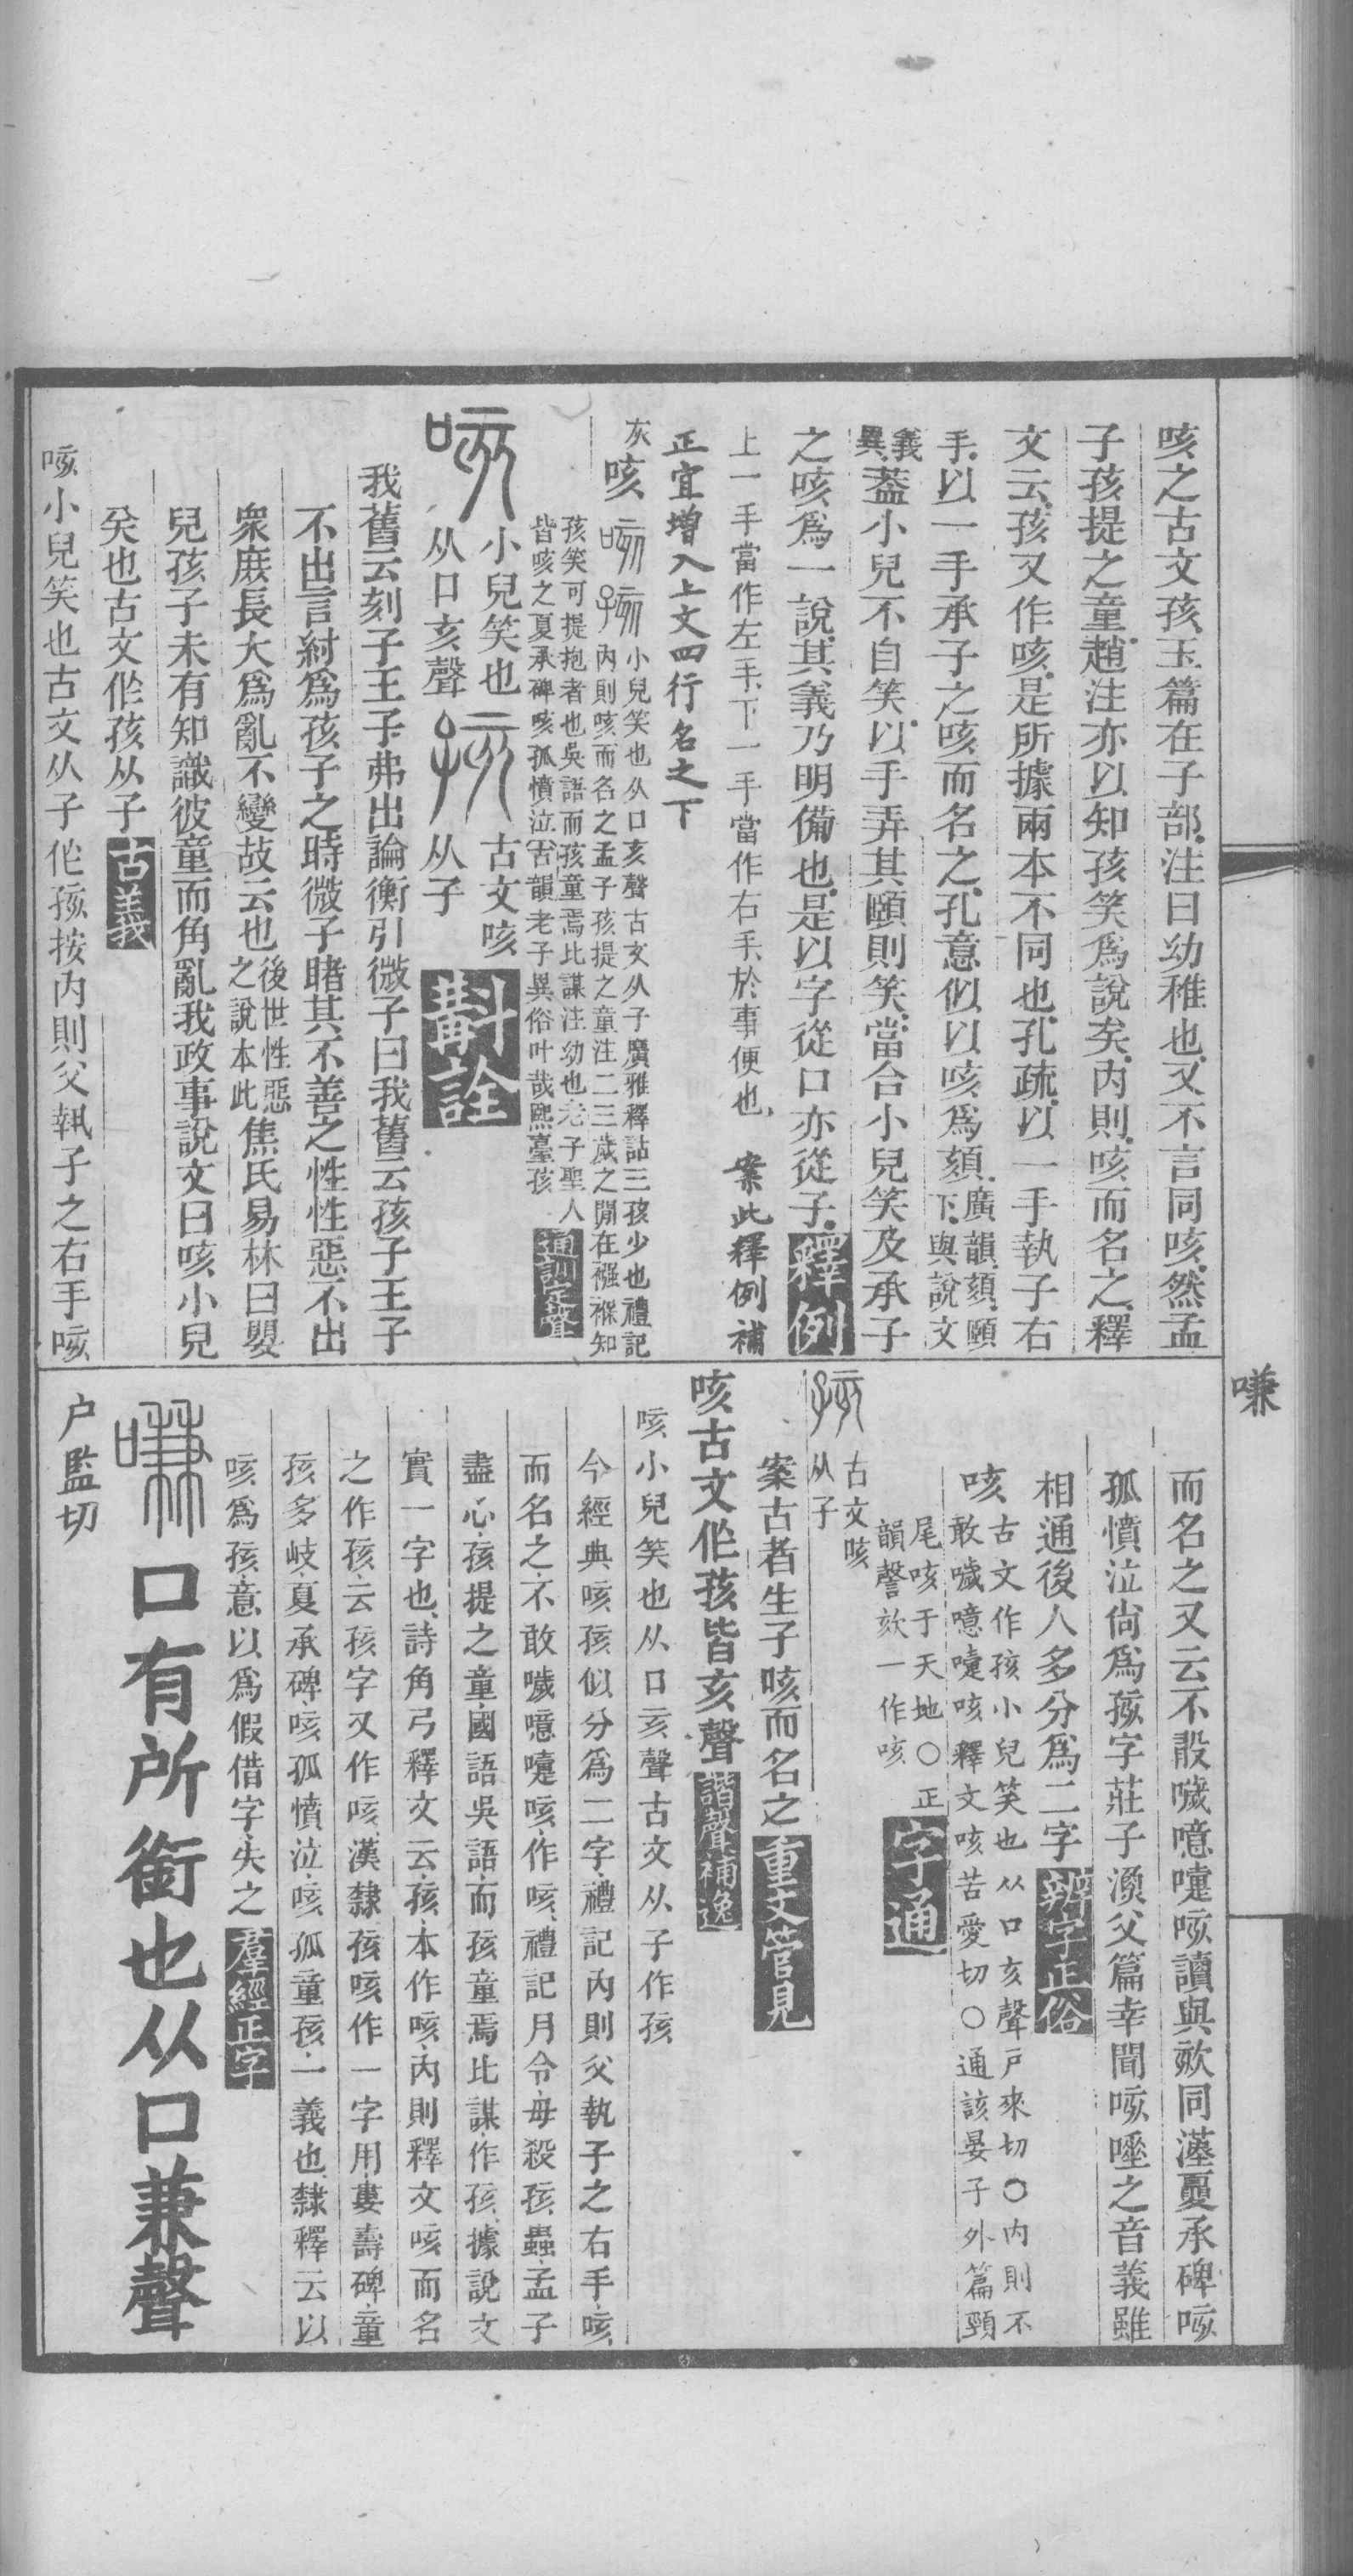 咳之古文孩玉篇在子部注曰幼稚也又不言同咳然孟
子孩提之童趙注亦以知孩笑爲說矣內則咳而名之釋
文云孩又作咳是所據兩本不同也孔疏以一手執子右
手以一手承子之咳而名之孔意似以咳爲頦廣韻頦頤
下與說文
義
異蓋小兒不自笑以手弄其頤則笑當合小兒笑及承子
之咳爲一說其義乃明備也是以字從口亦從子釋例
上一手當作左手下一手當作右手於事便也 案此釋例補
正宜增入上文四行名之下
灰咳
小兒笑也从口亥聲古文从子廣雅釋詁三孩少也禮記
內則咳而名之孟子孩提之童注二三歲之閒在襁褓知
孩笑可提抱者也吳語而孩童焉比謀注幼也老子聖人
皆咳之夏承碑咳孤憤泣古韻老子異俗叶哉熙臺孩通訓定聲
小兒笑也
从口亥聲
古文咳
从子
斠詮
我舊云刻子王子弗出論衡引微子曰我舊云孩子王子
不出言紂爲孩子之時微子睹其不善之性性惡不出
衆庶長大爲亂不變故云也後世性惡
之說本此焦氏易林曰嬰
兒孩子未有知識彼童而角亂我政事說文曰咳小兒
笑也古文作孩从子古義
咳小兒笑也古文从子作孩按內則父執子之右手咳
嗛
而名之又云不敢噦噫嚏咳讀與欬同漢夏承碑咳
孤憤泣尙爲孩字莊子漁父篇幸聞咳唾之音義雖
相通後人多分爲二字辨字正俗
咳
古文作孩小兒笑也从口亥聲戶來切○內則不
敢噦噫嚏咳釋文咳苦愛切○通該晏子外篇頸
尾咳于天地○正
韻謦欬一作咳
字通
古文咳
从子
案古者生子咳而名之重文管見
咳古文作孩皆亥聲諧聲補逸
咳小兒笑也从口亥聲古文从子作孩
今經典咳孩似分爲二字禮記內則父執子之右手咳
而名之不敢噦噫嚏咳作咳禮記月令毋殺孩蟲孟子
盡心孩提之童國語吳語而孩童焉比謀作孩據說文
實一字也詩角弓釋文云孩本作咳內則釋文咳而名
之作孩云孩字又作咳漢隸孩咳作一字用婁壽碑童
孩多岐夏承碑咳孤憤泣咳孤童孩一義也隸釋云以
咳爲孩意以爲假借字失之羣經正字
口有所銜也从口兼聲
户監切